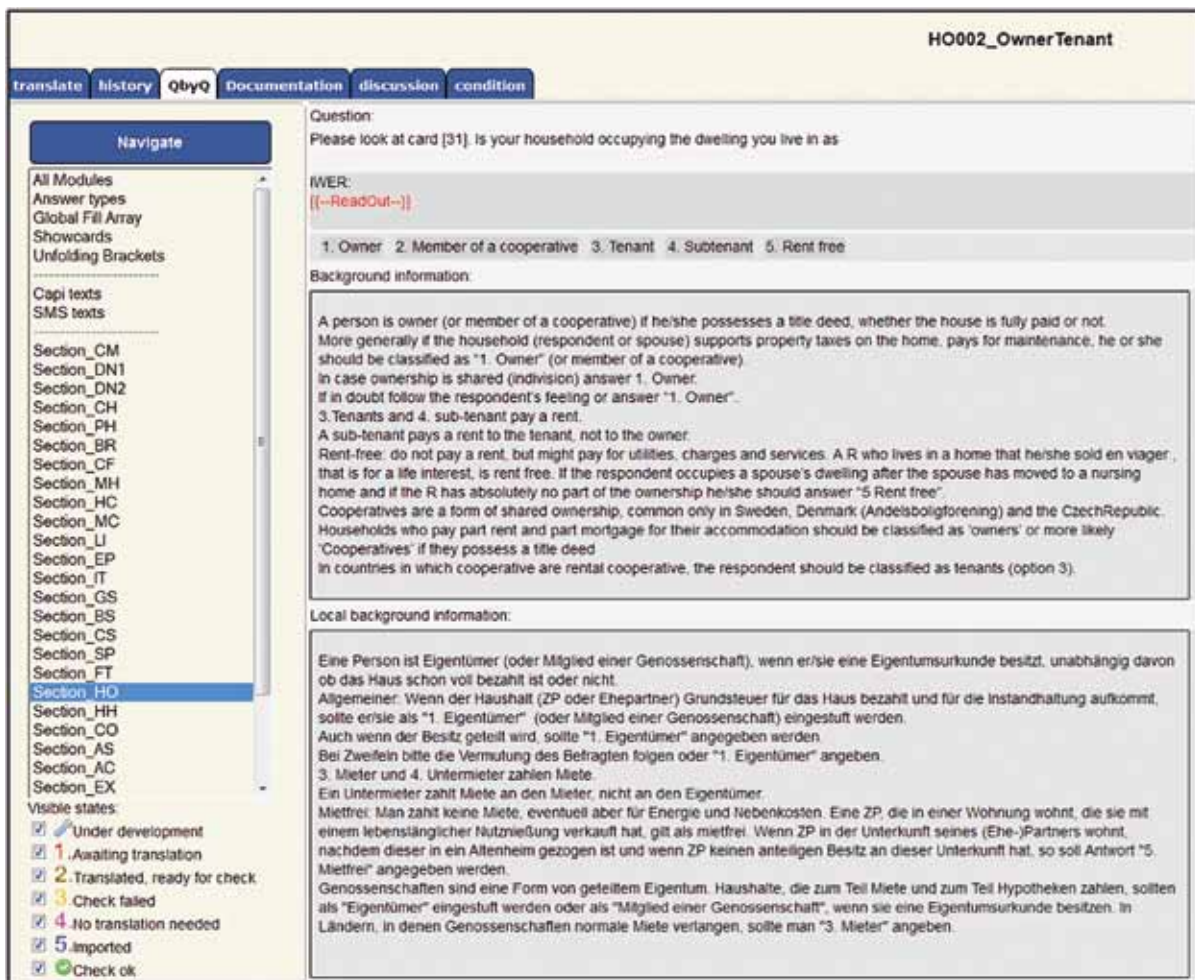 HO002_OwnerTenant
translate history QbyQ Documentation discussion condition
Navigate
All Modules
Answer types
Global Fill Array
Showcards
Unfolding Brackets
------------------------
Capi texts
SMS texts
------------------------
Section_CM
Section_DN1
Section_DN2
Section_CH
Section_PH
Section_BR
Section_CF
Section_MH
Section_HC
Section_MC
Section_LI
Section_EP
Section_IT
Section_GS
Section_BS
Section_CS
Section_SP
Section_FT
Section_HO
Section_HH
Section_CO
Section_AS
Section_AC
Section_EX
Visible states:
Under development
1.Awaiting translation
2.Translated, ready for check
3.Check failed
4.No translation needed
5.Imported
Check ok
Question:
Please look at card [31]. Is your household occupying the dwelling you live in as
IWER:
{{--ReadOut--}}
1. Owner 2. Member of a cooperative 3. Tenant 4. Subtenant 5. Rent free
Background information:
A person is owner (or member of a cooperative) if he/she possesses a title deed, whether the house is fully paid or not.
More generally if the household (respondent or spouse) supports property taxes on the home, pays for maintenance, he or she
should be classified as "1. Owner" (or member of a cooperative).
In case ownership is shared (indivision) answer 1. Owner.
If in doubt follow the respondent's feeling or answer "1. Owner".
3.Tenants and 4. sub-tenant pay a rent.
A sub-tenant pays a rent to the tenant, not to the owner.
Rent-free: do not pay a rent, but might pay for utilities, charges and services. A R who lives in a home that he/she sold en viager ,
that is for a life interest, is rent free. If the respondent occupies a spouse's dwelling after the spouse has moved to a nursing
home and if the R has absolutely no part of the ownership he/she should answer "5 Rent free".
Cooperatives are a form of shared ownership, common only in Sweden, Denmark (Andelsboligforening) and the CzechRepublic.
Households who pay part rent and part mortgage for their accommodation should be classified as 'owners' or more likely
'Cooperatives' if they possess a title deed
In countries in which cooperative are rental cooperative, the respondent should be classified as tenants (option 3).
Local background information:
Eine Person ist Eigentümer (oder Mitglied einer Genossenschaft), wenn er/sie eine Eigentumsurkunde besitzt, unabhängig davon
ob das Haus schon voll bezahlt ist oder nicht.
Allgemeiner: Wenn der Haushalt (ZP oder Ehepartner) Grundsteuer für das Haus bezahlt und für die Instandhaltung aufkommt,
sollte er/sie als "1. Eigentümer" (oder Mitglied einer Genossenschaft) eingestuft werden.
Auch wenn der Besitz geteilt wird, sollte "1. Eigentümer" angegeben werden.
Bei Zweifeln bitte die Vermutung des Befragten folgen oder "1. Eigentümer" angeben.
3. Mieter und 4. Untermieter zahlen Miete.
Ein Untermieter zahlt Miete an den Mieter, nicht an den Eigentümer.
Mietfrei: Man zahlt keine Miete, eventuell aber für Energie und Nebenkosten. Eine ZP, die in einer Wohnung wohnt, die sie mit
einem lebenslänglicher Nutznießung verkauft hat, gilt als mietfrei. Wenn ZP in der Unterkunft seines (Ehe-)Partners wohnt,
nachdem dieser in ein Altenheim gezogen ist und wenn ZP keinen anteiligen Besitz an dieser Unterkunft hat, so soll Antwort "5.
Mietfrei" angegeben werden.
Genossenschaften sind eine Form von geteiltem Eigentum. Haushalte, die zum Teil Miete und zum Teil Hypotheken zahlen, sollten
als "Eigentümer" eingestuft werden oder als "Mitglied einer Genossenschaft", wenn sie eine Eigentumsurkunde besitzen. In
Ländern, in denen Genossenschaften normale Miete verlangen, sollte man "3. Mieter" angeben.